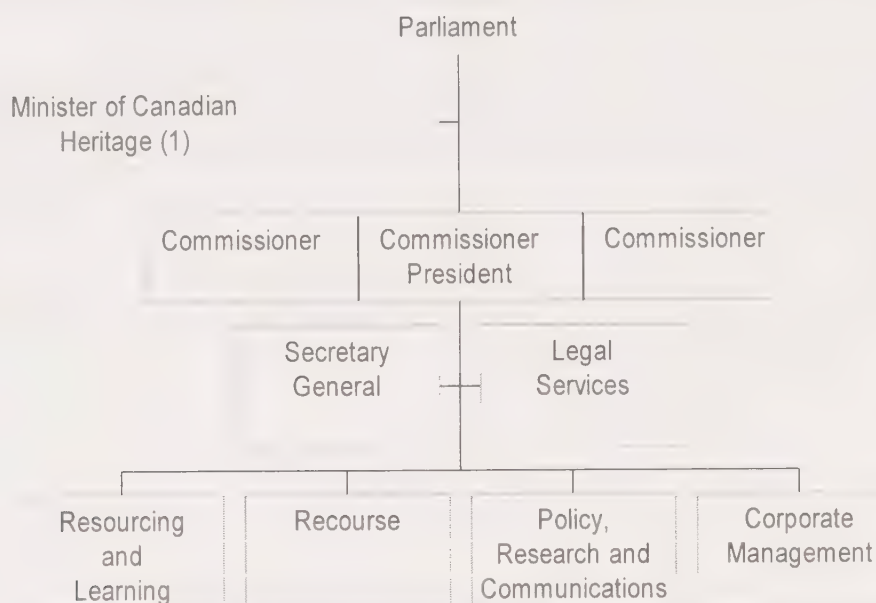 Parliament
Minister of Canadian
Heritage (1)
Commissioner
Commissioner
President
Commissioner
Secretary
General
Legal
Services
Resourcing
and
Learning
Recourse
Policy,
Research and
Communications
Corporate
Management